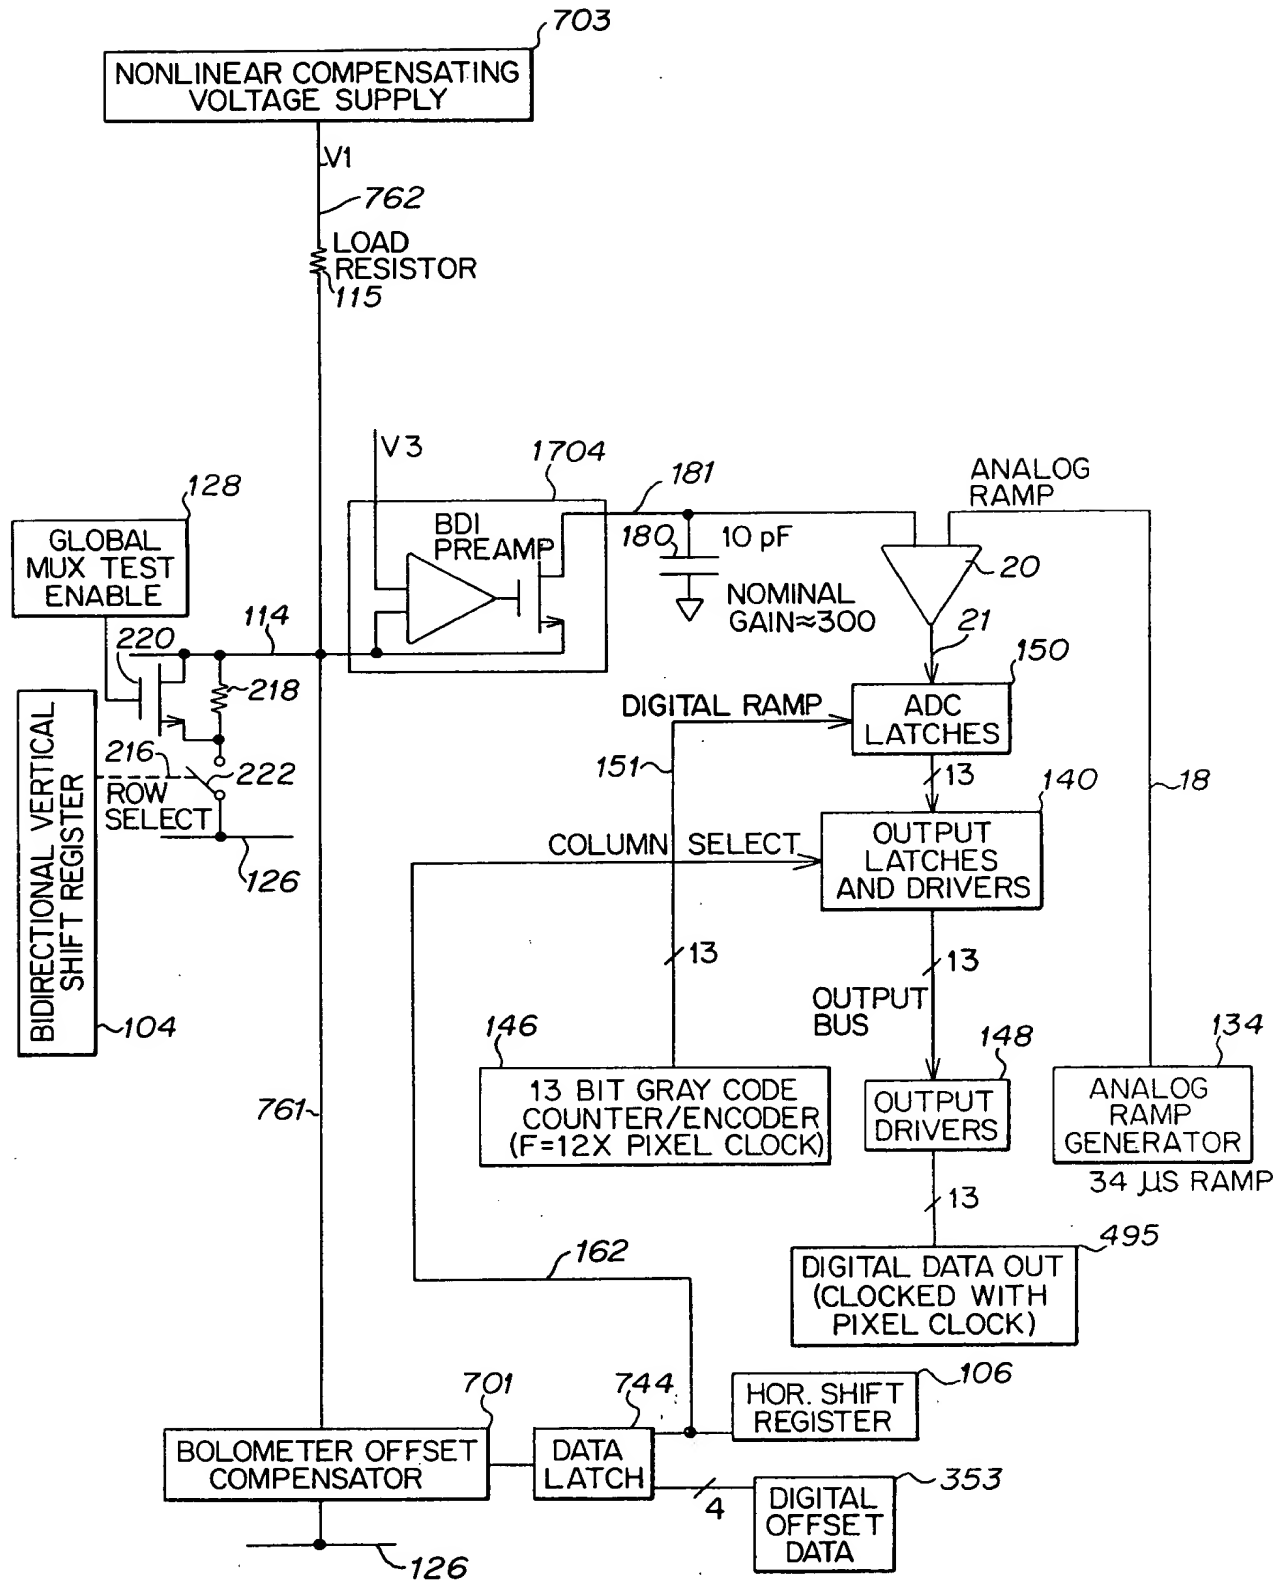 703
NONLINEAR COMPENSATING
VOLTAGE SUPPLY
V1
762
LOAD
RESISTOR
115
V3
1704
128
GLOBAL
MUX TEST
ENABLE
BDI
PREAMP
181
180
10 pF
NOMINAL
GAIN≈300
ANALOG
RAMP
20
21
220
114
218
150
ADC
LATCHES
DIGITAL RAMP
151
13
18
BIDIRECTIONAL VERTICAL
SHIFT REGISTER
104
216
222
ROW
SELECT
126
140
OUTPUT
LATCHES
AND DRIVERS
COLUMN SELECT
13
13
OUTPUT
BUS
146
13 BIT GRAY CODE
COUNTER/ENCODER
(F=12X PIXEL CLOCK)
148
OUTPUT
DRIVERS
134
ANALOG
RAMP
GENERATOR
34 µS RAMP
761
13
162
495
DIGITAL DATA OUT
(CLOCKED WITH
PIXEL CLOCK)
701
BOLOMETER OFFSET
COMPENSATOR
744
DATA
LATCH
106
HOR. SHIFT
REGISTER
4
353
DIGITAL
OFFSET
DATA
126